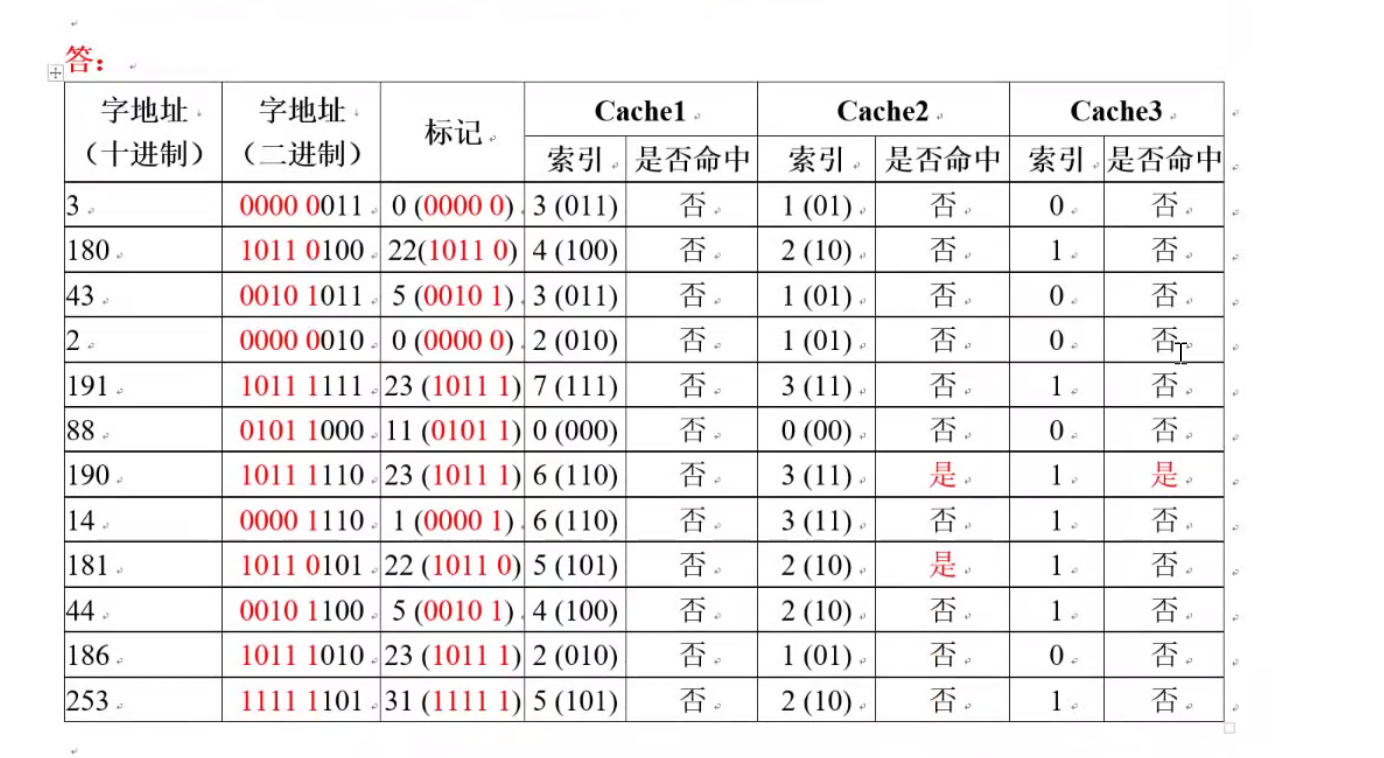 答：
字地址 （十进制） 字地址 （二进制） 标记 Cache1 Cache2 Cache3
索引 是否命中 索引 是否命中 索引 是否命中
3 0000 0011 0 (0000 0) 3 (011) 否 1 (01) 否 0 否
180 1011 0100 22(1011 0) 4 (100) 否 2 (10) 否 1 否
43 0010 1011 5 (0010 1) 3 (011) 否 1 (01) 否 0 否
2 0000 0010 0 (0000 0) 2 (010) 否 1 (01) 否 0 否
191 1011 1111 23 (1011 1) 7 (111) 否 3 (11) 否 1 否
88 0101 1000 11 (0101 1) 0 (000) 否 0 (00) 否 0 否
190 1011 1110 23 (1011 1) 6 (110) 否 3 (11) 是 1 是
14 0000 1110 1 (0000 1) 6 (110) 否 3 (11) 否 1 否
181 1011 0101 22 (1011 0) 5 (101) 否 2 (10) 是 1 否
44 0010 1100 5 (0010 1) 4 (100) 否 2 (10) 否 1 否
186 1011 1010 23 (1011 1) 2 (010) 否 1 (01) 否 0 否
253 1111 1101 31 (1111 1) 5 (101) 否 2 (10) 否 1 否